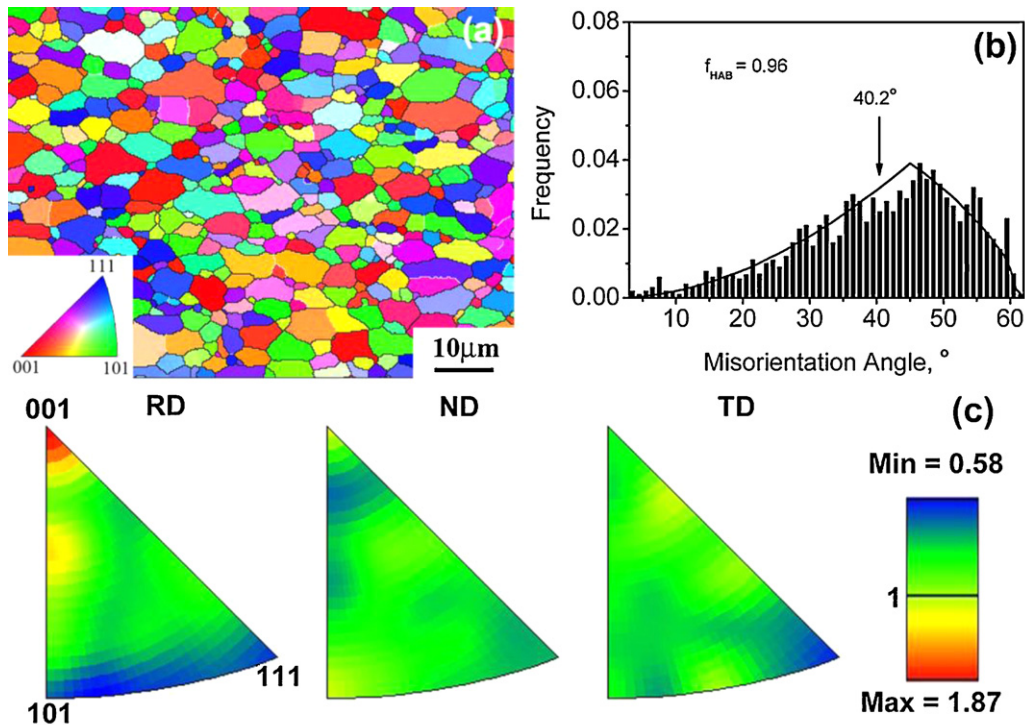 (a)
111
001
101
10μm
(b)
0.08
0.06
0.04
0.02
0.00
Frequency
f HAB = 0.96
40.2°
10
20
30
40
50
60
Misorientation Angle, °
(c)
RD
ND
TD
001
101
111
Min = 0.58
1
Max = 1.87